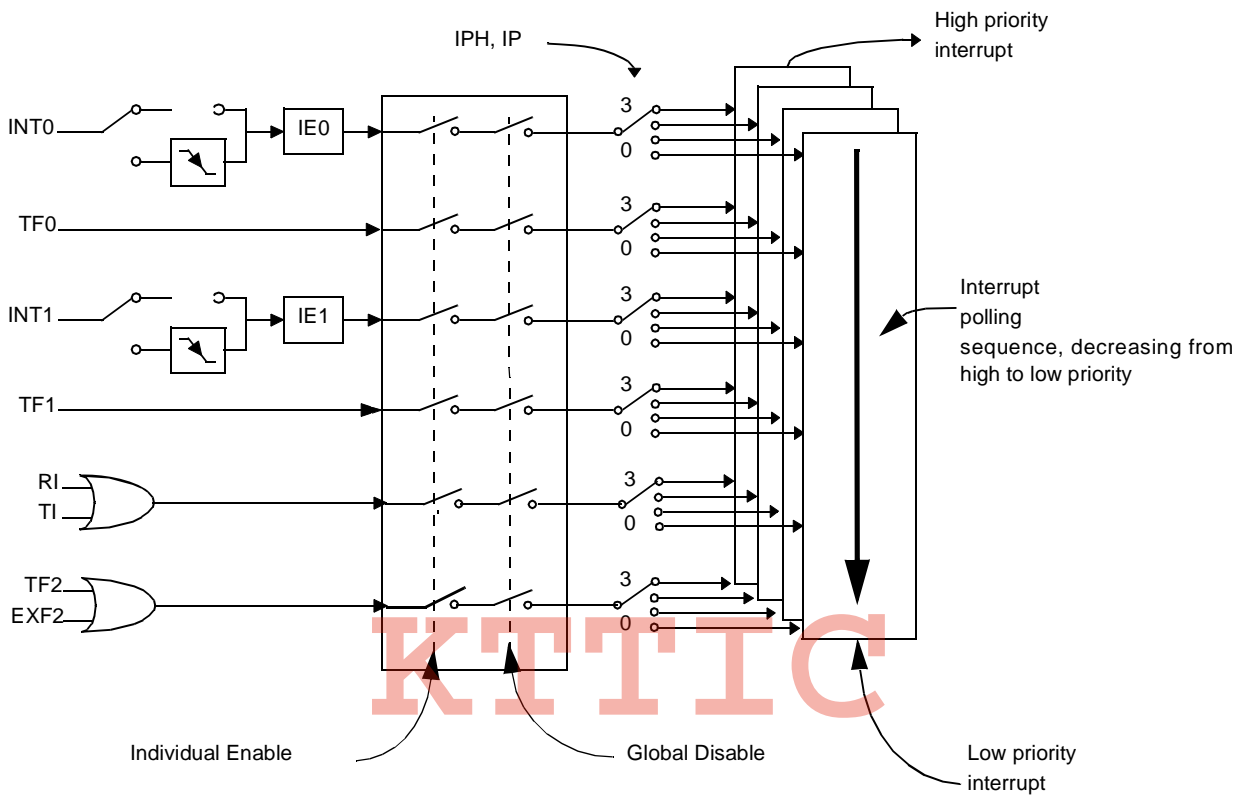 High priority
interrupt
IPH, IP
INT0
IE0
3
0
TF0
3
0
INT1
IE1
3
0
Interrupt
polling
sequence, decreasing from
high to low priority
TF1
3
0
RI
TI
3
0
TF2
EXF2
3
0
KTTIC
Individual Enable
Global Disable
Low priority
interrupt